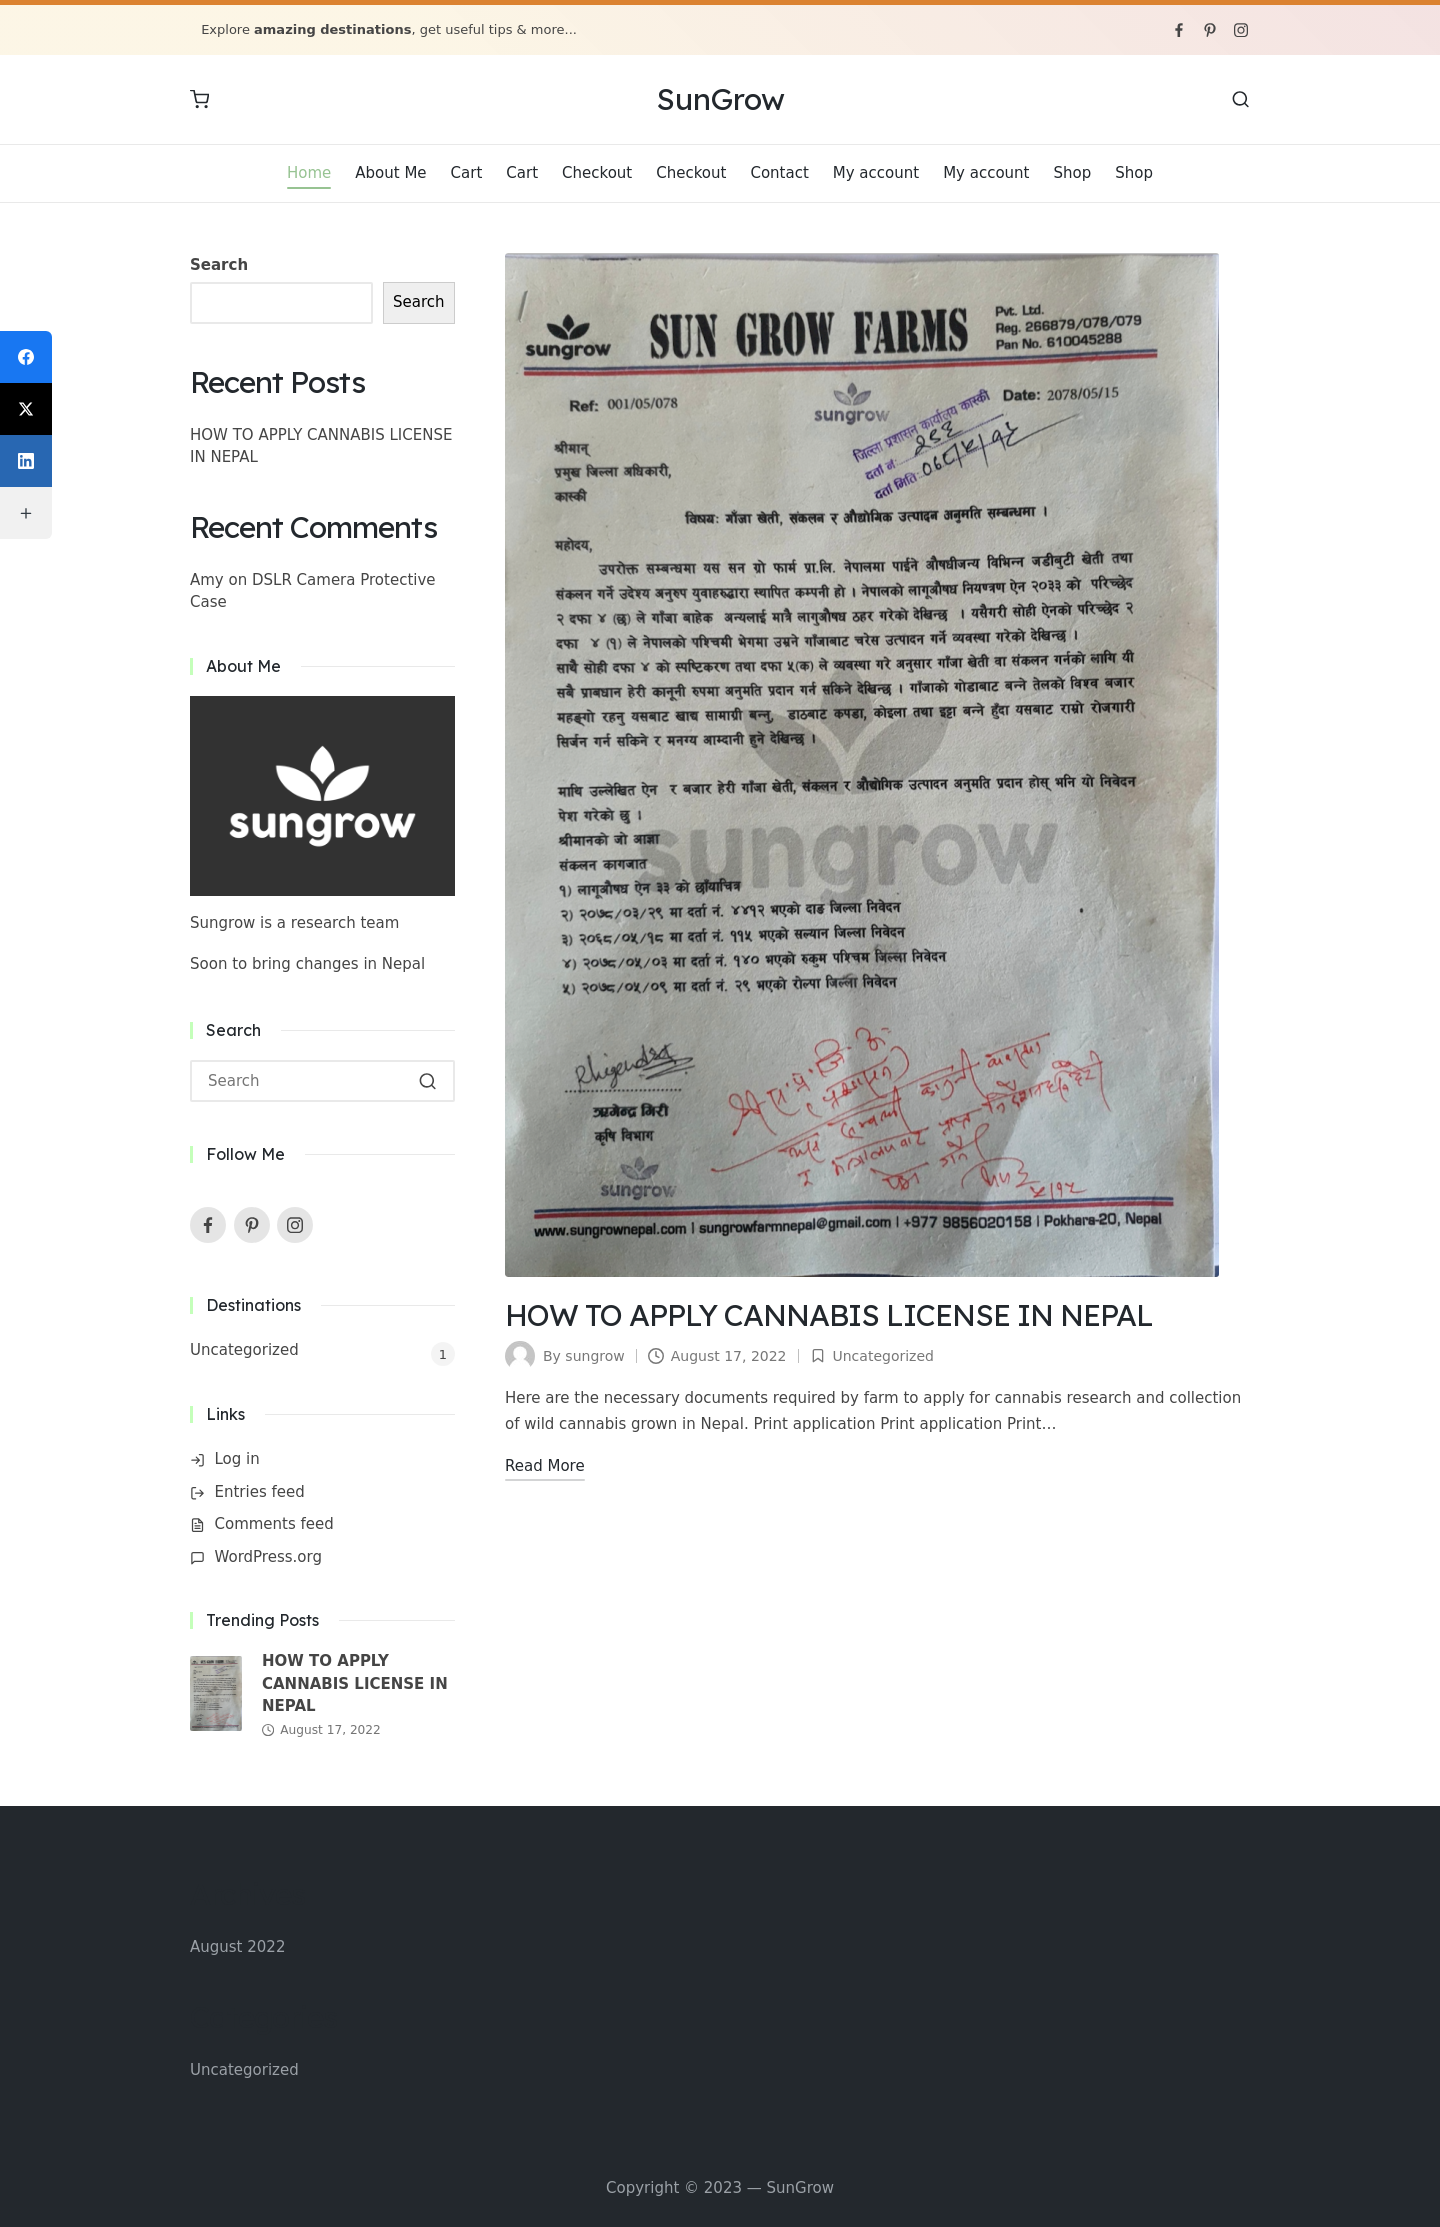 Explore amazing destinations, get useful tips & more...
SunGrow
Home About Me Cart Cart Checkout Checkout Contact My account My account Shop Shop
Search
Search
Recent Posts
HOW TO APPLY CANNABIS LICENSE
IN NEPAL
Recent Comments
Amy on DSLR Camera Protective
Case
About Me
sungrow
Sungrow is a research team
Soon to bring changes in Nepal
Search
Search
Follow Me
Destinations
Uncategorized 1
Links
Log in
Entries feed
Comments feed
WordPress.org
Trending Posts
HOW TO APPLY
CANNABIS LICENSE IN
NEPAL
August 17, 2022
sungrow
SUN GROW FARMS
Pvt. Ltd.
Reg. 266879/078/079
Pan No. 610045288
sungrow
Ref: 001/05/078
Date: 2078/05/15
जिल्ला प्रशासन कार्यालय कास्की
दर्ता नं
दर्ता मिति:
श्रीमान्
प्रमुख जिल्ला अधिकारी,
कास्की
विषयः गाँजा खेती, संकलन र औद्योगिक उत्पादन अनुमति सम्बन्धमा ।
महोदय,
उपरोक्त सम्बन्धमा यस सन ग्रो फार्म प्रा.लि. नेपालमा पाईने औषधीजन्य विभिन्न जडीबुटी खेती तथा
संकलन गर्ने उदेश्य अनुरुप युवाहरुद्धारा स्थापित कम्पनी हो । नेपालको लागुऔषध नियण्त्रण ऐन २०३३ को परिच्छेद
२ दफा ४ (छ) ले गाँजा बाहेक अन्यलाई मात्रै लागुऔषध ठहर गरेको देखिन्छ । यसैगरी सोही ऐनको परिच्छेद २
दफा ४ (१) ले नेपालको पश्चिमी भेगमा उम्रने गाँजाबाट चरेस उत्पादन गर्ने व्यवस्था गरेको देखिन्छ ।
साथै सोही दफा ४ को स्पष्टिकरण तथा दफा ५(क) ले व्यबस्था गरे अनुसार गाँजा खेती वा संकलन गर्नको लागि यी
सबै प्राबधान हेरी कानूनी रुपमा अनुमति प्रदान गर्न सकिने देखिन्छ । गाँजाको गोडाबाट बन्ने तेलको विश्व बजार
महङ्गो रहनु यसबाट खाद्य सामाग्री बन्नु, डाठबाट कपडा, कोइला तथा इट्टा बन्ने हुँदा यसबाट राम्रो रोजगारी
सिर्जन गर्न सकिने र मनग्य आम्दानी हुने देखिन्छ ।
माथि उल्लेखित ऐन र बजार हेरी गाँजा खेती, संकलन र औद्योगिक उत्पादन अनुमति प्रदान होस् भनि यो निवेदन
पेश गरेको छु ।
श्रीमानको जो आज्ञा
संकलन कागजात
१) लागूऔषध ऐन ३३ को छाँयाचित्र
२) २०७८/०३/२९ मा दर्ता नं. ४४१२ भएको दाङ जिल्ला निवेदन
३) २०६८/०५/१८ मा दर्ता नं. ११५ भएको सल्यान जिल्ला निवेदन
४) २०७८/०५/०३ मा दर्ता नं. १४० भएको रुकुम पश्चिम जिल्ला निवेदन
५) २०७८/०५/०९ मा दर्ता नं. २९ भएको रोल्पा जिल्ला निवेदन
sungrow
ऋगेन्द्र गिरी
कृषि विभाग
sungrow
www.sungrownepal.com | sungrowfarmnepal@gmail.com | +977 9856020158 | Pokhara-20, Nepal
HOW TO APPLY CANNABIS LICENSE IN NEPAL
By sungrow August 17, 2022 Uncategorized
Here are the necessary documents required by farm to apply for cannabis research and collection
of wild cannabis grown in Nepal. Print application Print application Print...
Read More
August 2022
Uncategorized
Copyright © 2023 — SunGrow